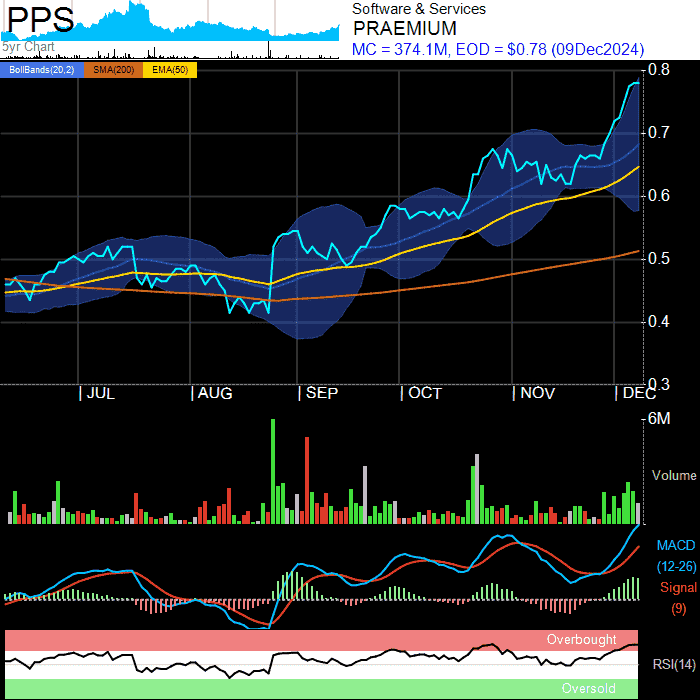 PPS
5yr Chart
Software & Services
PRAEMIUM
MC = 374.1M, EOD = $0.78 (09Dec2024)
BollBands(20,2) SMA(200) EMA(50)
0.8
0.7
0.6
0.5
0.4
0.3
JUL AUG SEP OCT NOV DEC
6M
Volume
MACD
(12-26)
Signal
(9)
Overbought
RSI(14)
Oversold